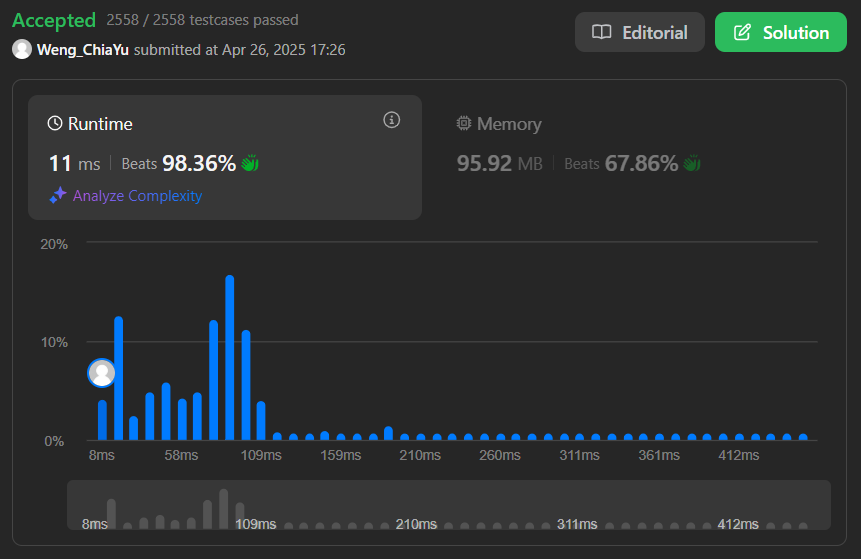 Accepted 2558 / 2558 testcases passed
Weng_ChiaYu submitted at Apr 26, 2025 17:26
Editorial
Solution
Runtime
11 ms Beats 98.36%
Analyze Complexity
Memory
95.92 MB Beats 67.86%
20%
10%
0%
8ms 58ms 109ms 159ms 210ms 260ms 311ms 361ms 412ms
8ms 109ms 210ms 311ms 412ms